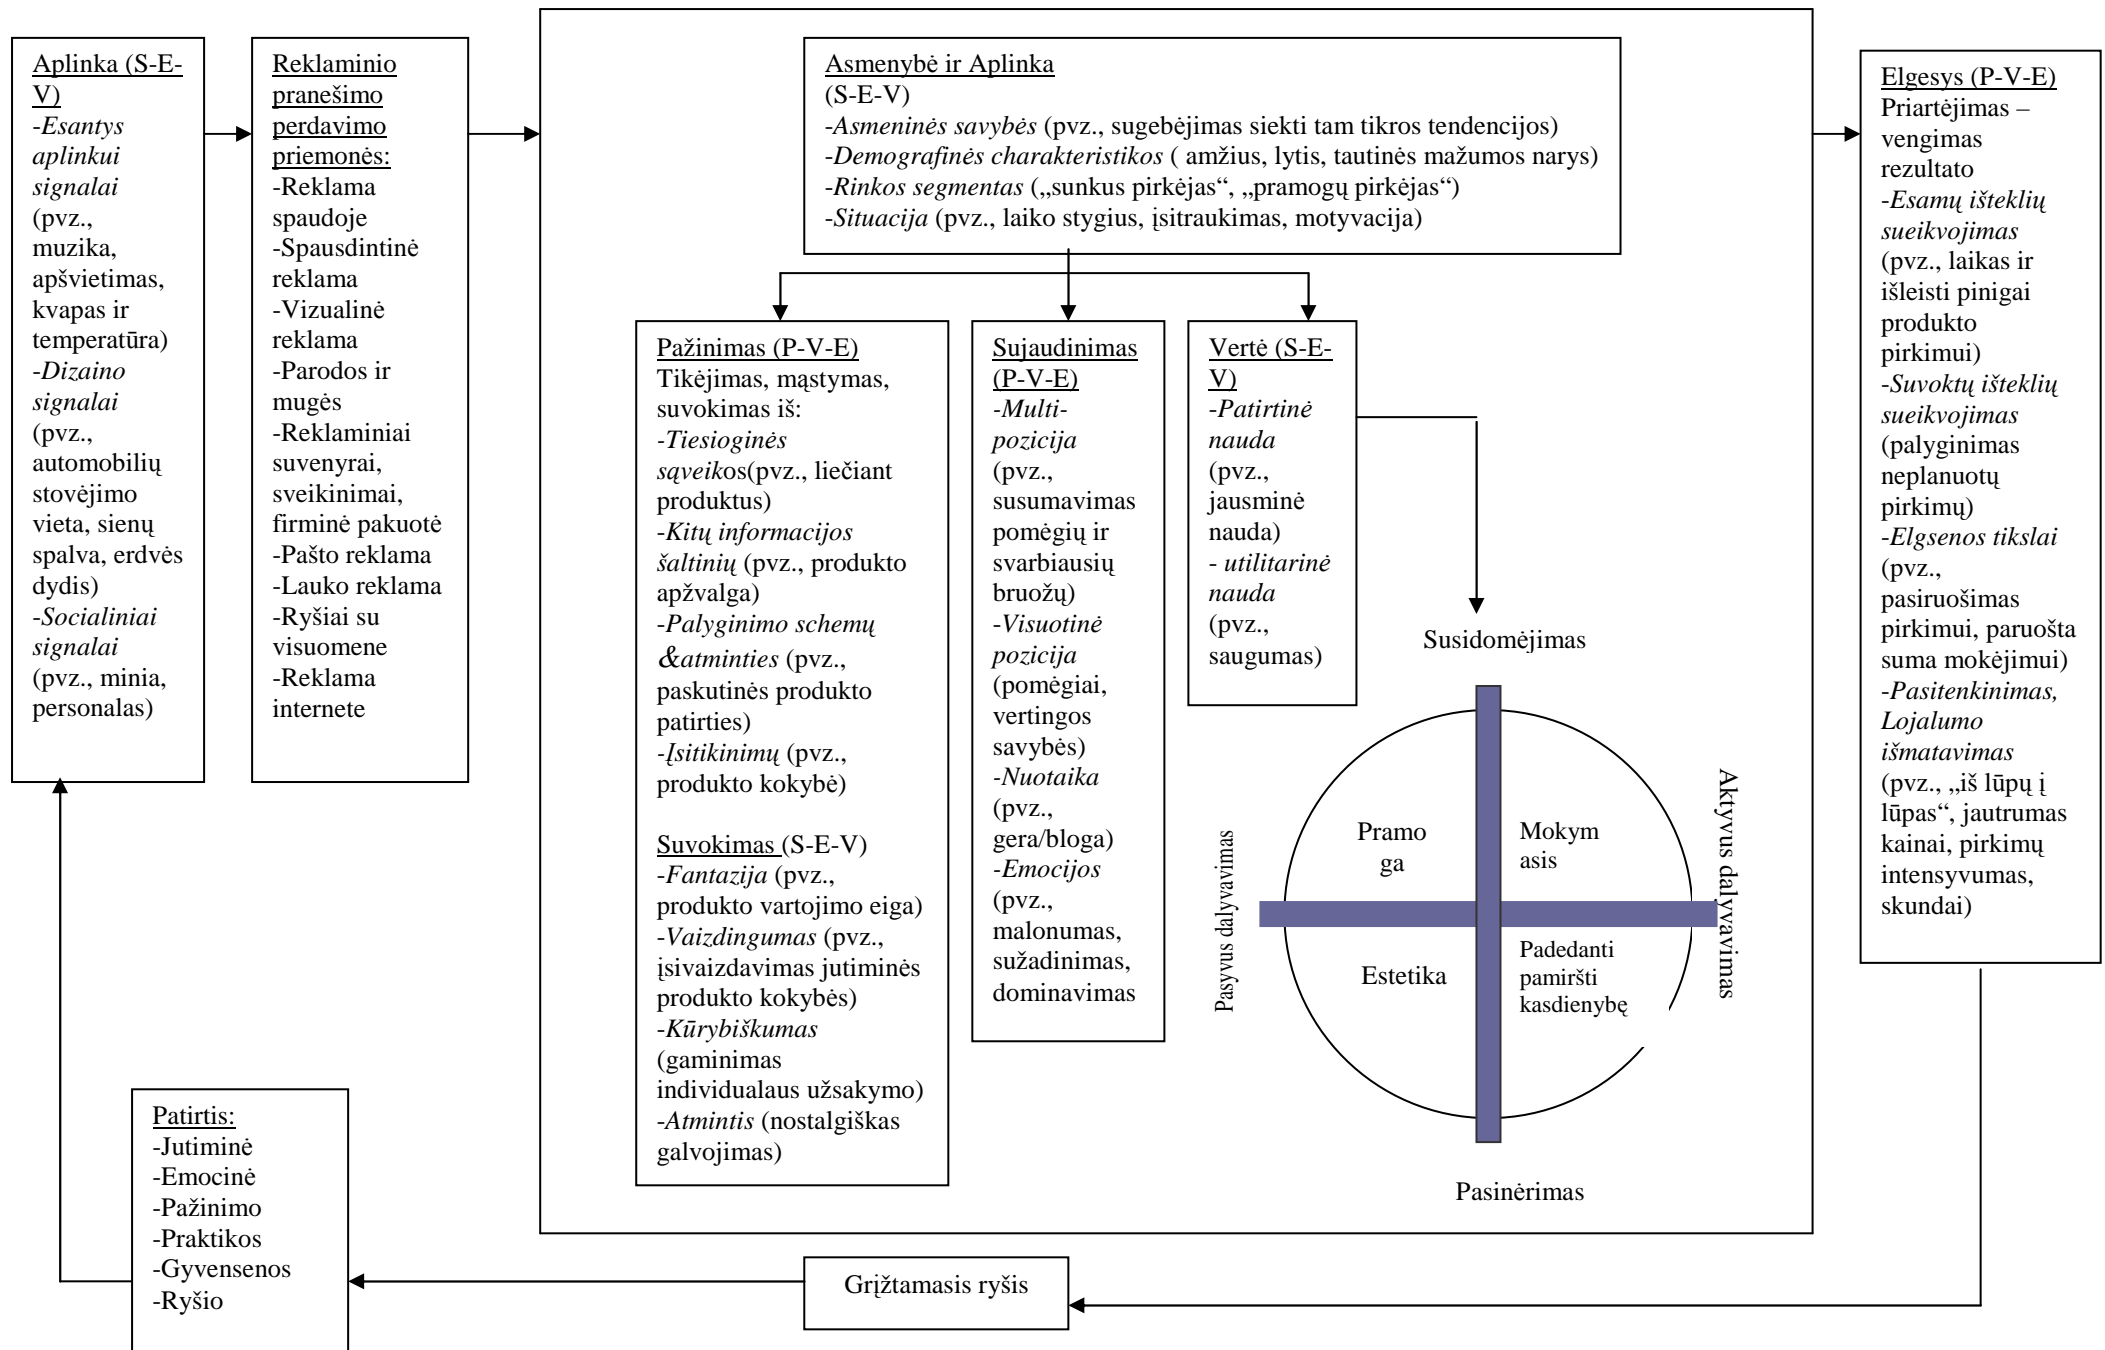 Aplinka (S-E-
V)
-Esantys
aplinkui
signalai
(pvz.,
muzika,
apšvietimas,
kvapas ir
temperatūra)
-Dizaino
signalai
(pvz.,
automobilių
stovėjimo
vieta, sienų
spalva, erdvės
dydis)
-Socialiniai
signalai
(pvz., minia,
personalas)
Reklaminio
pranešimo
perdavimo
priemonės:
-Reklama
spaudoje
-Spausdintinė
reklama
-Vizualinė
reklama
-Parodos ir
mugės
-Reklaminiai
suvenyrai,
sveikinimai,
firminė pakuotė
-Pašto reklama
-Lauko reklama
-Ryšiai su
visuomene
-Reklama
internete
Asmenybė ir Aplinka
(S-E-V)
-Asmeninės savybės (pvz., sugebėjimas siekti tam tikros tendencijos)
-Demografinės charakteristikos ( amžius, lytis, tautinės mažumos narys)
-Rinkos segmentas („sunkus pirkėjas“, „pramogų pirkėjas“)
-Situacija (pvz., laiko stygius, įsitraukimas, motyvacija)
Pažinimas (P-V-E)
Tikėjimas, mąstymas,
suvokimas iš:
-Tiesioginės
sąveikos(pvz., liečiant
produktus)
-Kitų informacijos
šaltinių (pvz., produkto
apžvalga)
-Palyginimo schemų
&atminties (pvz.,
paskutinės produkto
patirties)
-Įsitikinimų (pvz.,
produkto kokybė)
Suvokimas (S-E-V)
-Fantazija (pvz.,
produkto vartojimo eiga)
-Vaizdingumas (pvz.,
įsivaizdavimas jutiminės
produkto kokybės)
-Kūrybiškumas
(gaminimas
individualaus užsakymo)
-Atmintis (nostalgiškas
galvojimas)
Sujaudinimas
(P-V-E)
-Multi-
pozicija
(pvz.,
susumavimas
pomėgių ir
svarbiausių
bruožų)
-Visuotinė
pozicija
(pomėgiai,
vertingos
savybės)
-Nuotaika
(pvz.,
gera/bloga)
-Emocijos
(pvz.,
malonumas,
sužadinimas,
dominavimas
Vertė (S-E-
V)
-Patirtinė
nauda
(pvz.,
jausminė
nauda)
- utilitarinė
nauda
(pvz.,
saugumas)
Susidomėjimas
Pasyvus dalyvavimas
Pramo
ga
Mokym
asis
Estetika
Padedanti
pamiršti
kasdienybę
Aktyvus dalyvavimas
Pasinėrimas
Elgesys (P-V-E)
Priartėjimas –
vengimas
rezultato
-Esamų išteklių
sueikvojimas
(pvz., laikas ir
išleisti pinigai
produkto
pirkimui)
-Suvoktų išteklių
sueikvojimas
(palyginimas
neplanuotų
pirkimų)
-Elgsenos tikslai
(pvz.,
pasiruošimas
pirkimui, paruošta
suma mokėjimui)
-Pasitenkinimas,
Lojalumo
išmatavimas
(pvz., „iš lūpų į
lūpas“, jautrumas
kainai, pirkimų
intensyvumas,
skundai)
Patirtis:
-Jutiminė
-Emocinė
-Pažinimo
-Praktikos
-Gyvensenos
-Ryšio
Grįžtamasis ryšis